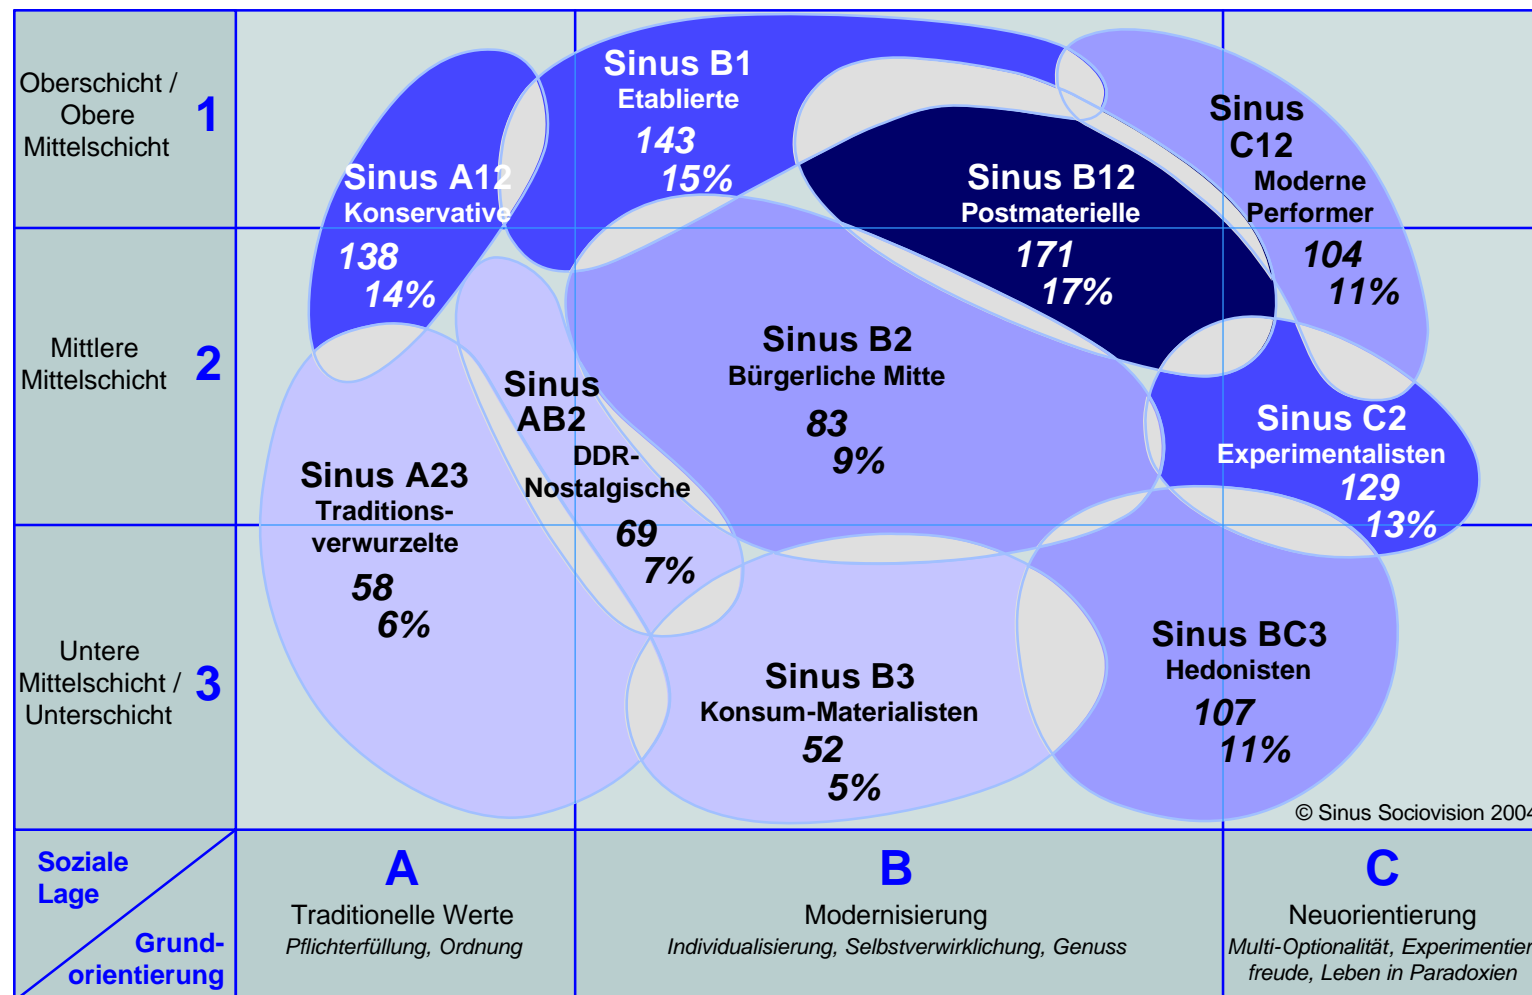 Oberschicht /
Obere
Mittelschicht
1
Sinus A12
Konservative
138
14%
Sinus B1
Etablierte
143
15%
Sinus B12
Postmaterielle
171
17%
Sinus
C12
Moderne
Performer
104
11%
Mittlere
Mittelschicht
2
Sinus
AB2
DDR-
Nostalgische
69
7%
Sinus B2
Bürgerliche Mitte
83
9%
Sinus C2
Experimentalisten
129
13%
Sinus A23
Traditions-
verwurzelte
58
6%
Untere
Mittelschicht /
Unterschicht
3
Sinus B3
Konsum-Materialisten
52
5%
Sinus BC3
Hedonisten
107
11%
© Sinus Sociovision 2004
Soziale
Lage
Grund-
orientierung
A
Traditionelle Werte
Pflichterfüllung, Ordnung
B
Modernisierung
Individualisierung, Selbstverwirklichung, Genuss
C
Neuorientierung
Multi-Optionalität, Experimentier
freude, Leben in Paradoxien